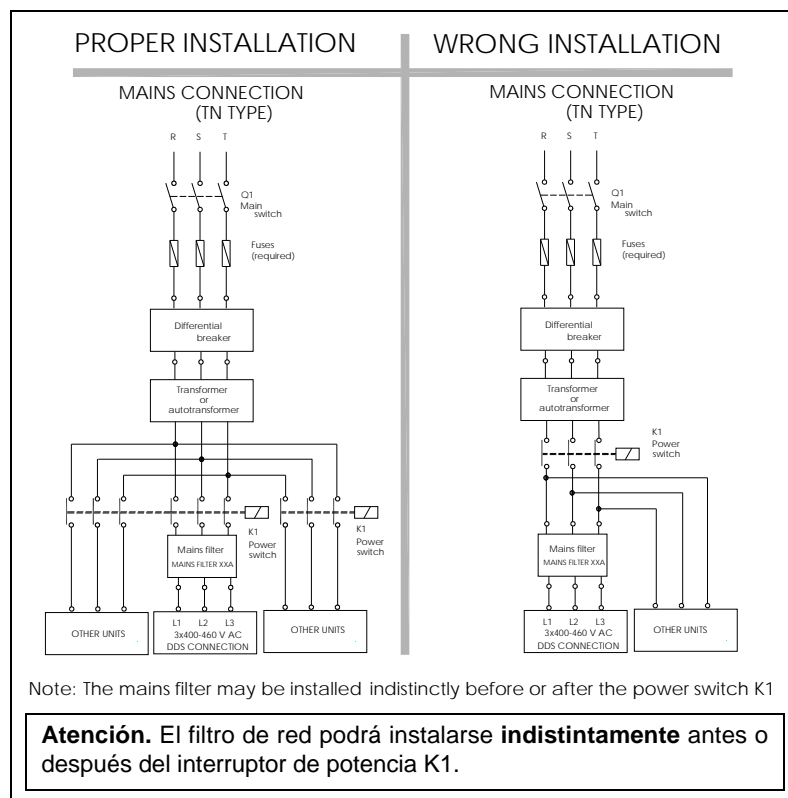 PROPER INSTALLATION
MAINS CONNECTION
(TN TYPE)
R S T
Q1
Main
switch
Fuses
(required)
Differential
breaker
Transformer
or
autotransformer
K1
Power
switch
K1
Power
switch
Mains filter
MAINS FILTER XXA
OTHER UNITS
L1 L2 L3
3x400-460 V AC
DDS CONNECTION
OTHER UNITS
WRONG INSTALLATION
MAINS CONNECTION
(TN TYPE)
R S T
Q1
Main
switch
Fuses
(required)
Differential
breaker
Transformer
or
autotransformer
K1
Power
switch
Mains filter
MAINS FILTER XXA
L1 L2 L3
3x400-460 V AC
DDS CONNECTION
OTHER UNITS
Note: The mains filter may be installed indistinctly before or after the power switch K1
Atención. El filtro de red podrá instalarse indistintamente antes o
después del interruptor de potencia K1.